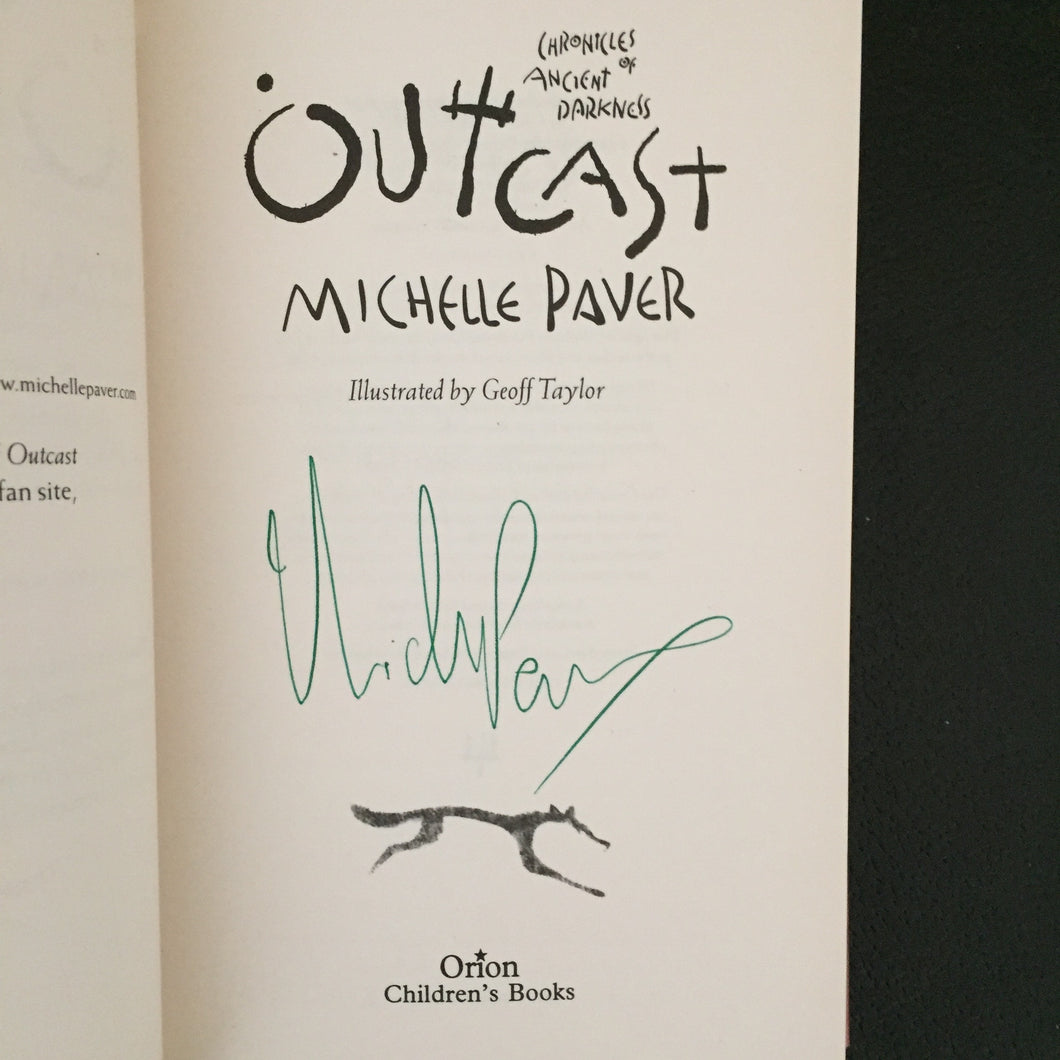 w.michellepaver.com
Outcast
fan site,
CHRONICLES
OF
ANCIENT
DARKNESS
OUTCAST
MICHELLE PAVER
Illustrated by Geoff Taylor
Orion
Children's Books